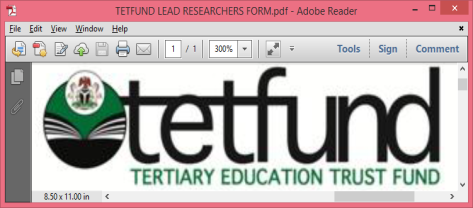 TETFUND LEAD RESEARCHERS FORM.pdf - Adobe Reader
File Edit View Window Help
1 / 1 300% Tools Sign Comment
tetfund
TERTIARY EDUCATION TRUST FUND
8.50 x 11.00 in